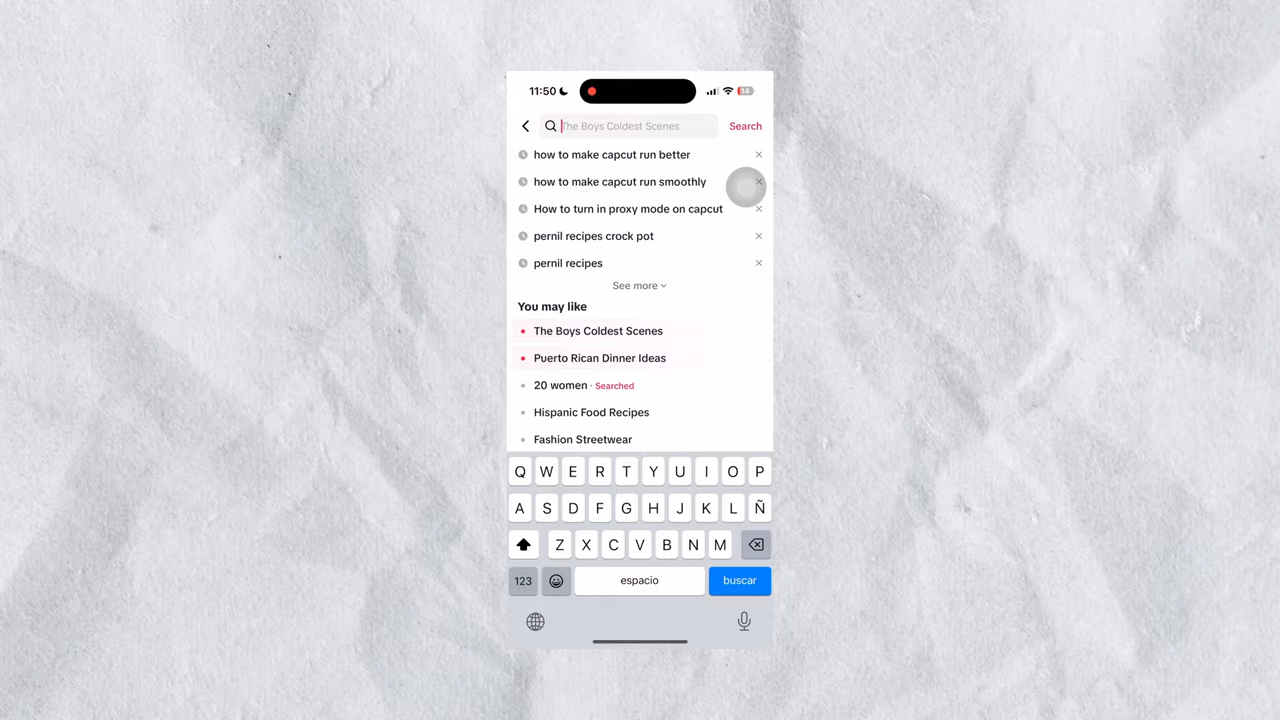 11:50
14
The Boys Coldest Scenes
Search
how to make capcut run better
how to make capcut run smoothly
How to turn in proxy mode on capcut
pernil recipes crock pot
pernil recipes
See more
You may like
The Boys Coldest Scenes
Puerto Rican Dinner Ideas
20 women · Searched
Hispanic Food Recipes
Fashion Streetwear
Q W E R T Y U I O P
A S D F G H J K L Ñ
Z X C V B N M
123 espacio buscar